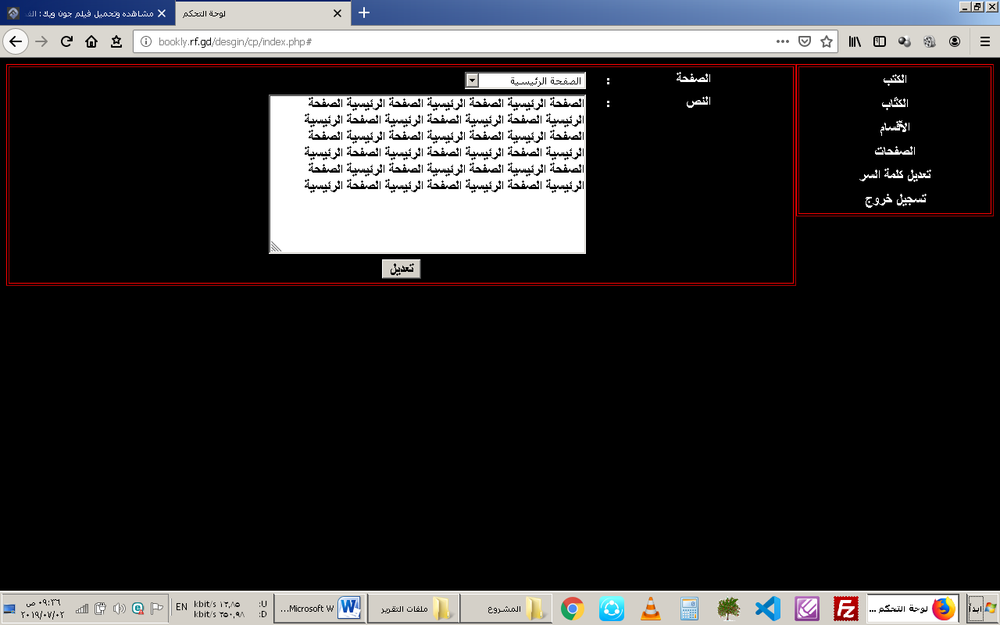 مشاهده وتحميل فيلم جون ويك : الف
لوحة التحكم
bookly.rf.gd/desgin/cp/index.php#
الكتب
الكتّاب
الأقسام
الصفحات
تعديل كلمة السر
تسجيل خروج
الصفحة : الصفحة الرئيسية
النص :
الصفحة الرئيسية الصفحة الرئيسية الصفحة الرئيسية الصفحة
الرئيسية الصفحة الرئيسية الصفحة الرئيسية الصفحة الرئيسية
الصفحة الرئيسية الصفحة الرئيسية الصفحة الرئيسية الصفحة
الرئيسية الصفحة الرئيسية الصفحة الرئيسية الصفحة الرئيسية
الصفحة الرئيسية الصفحة الرئيسية الصفحة الرئيسية الصفحة
الرئيسية الصفحة الرئيسية الصفحة الرئيسية الصفحة الرئيسية
تعديل
ابدأ
لوحة التحكم ...
المشروع
ملفات التقرير
Microsoft W...
U: ١٢,٨٥ kbit/s
D: ٢٥٠,٩٨ kbit/s
EN
٠٩:٢٦ ص
٢٠١٩/٠٧/٠٢